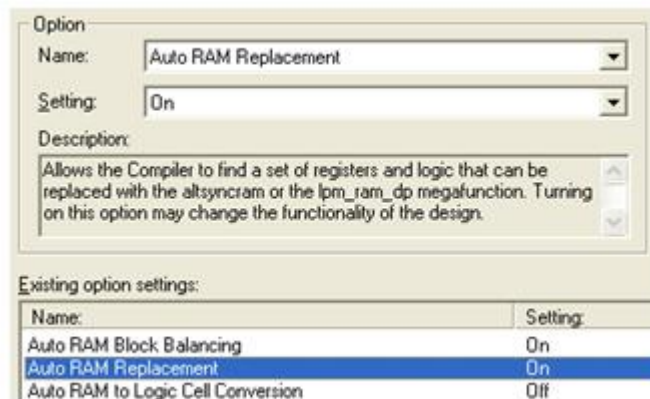 Option
Name: Auto RAM Replacement
Setting: On
Description:
Allows the Compiler to find a set of registers and logic that can be
replaced with the altsyncram or the lpm_ram_dp megafunction. Turning
on this option may change the functionality of the design.
Existing option settings:
Name: Setting:
Auto RAM Block Balancing On
Auto RAM Replacement On
Auto RAM to Logic Cell Conversion Off